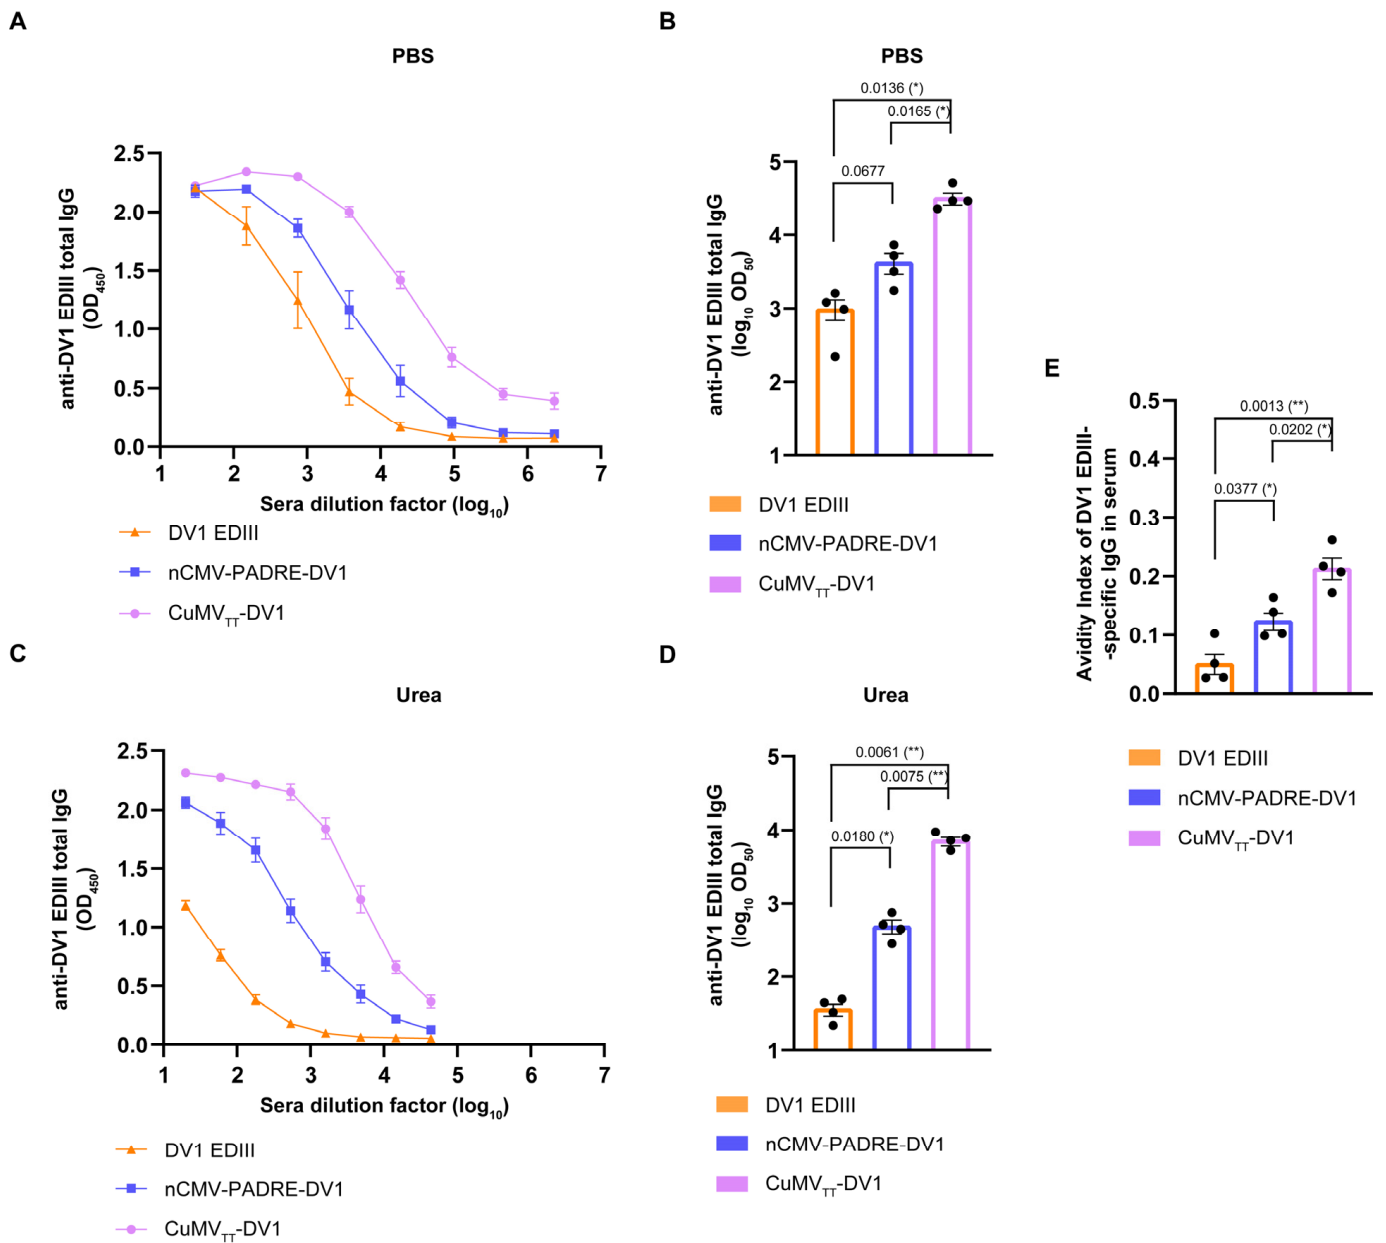 A
PBS
anti-DV1 EDIII total IgG
(OD450)
2.5
2.0
1.5
1.0
0.5
0.0
1 2 3 4 5 6 7
Sera dilution factor (log10)
DV1 EDIII
nCMV-PADRE-DV1
CuMVTT-DV1
B
PBS
0.0136 (*)
0.0165 (*)
0.0677
anti-DV1 EDIII total IgG
(log10 OD50)
5
4
3
2
1
DV1 EDIII
nCMV-PADRE-DV1
CuMVTT-DV1
C
Urea
anti-DV1 EDIII total IgG
(OD450)
2.5
2.0
1.5
1.0
0.5
0.0
1 2 3 4 5 6 7
Sera dilution factor (log10)
DV1 EDIII
nCMV-PADRE-DV1
CuMVTT-DV1
D
Urea
0.0061 (**)
0.0075 (**)
0.0180 (*)
anti-DV1 EDIII total IgG
(log10 OD50)
5
4
3
2
1
DV1 EDIII
nCMV-PADRE-DV1
CuMVTT-DV1
E
0.0013 (**)
0.0202 (*)
0.0377 (*)
Avidity Index of DV1 EDIII-
-specific IgG in serum
0.5
0.4
0.3
0.2
0.1
0.0
DV1 EDIII
nCMV-PADRE-DV1
CuMVTT-DV1